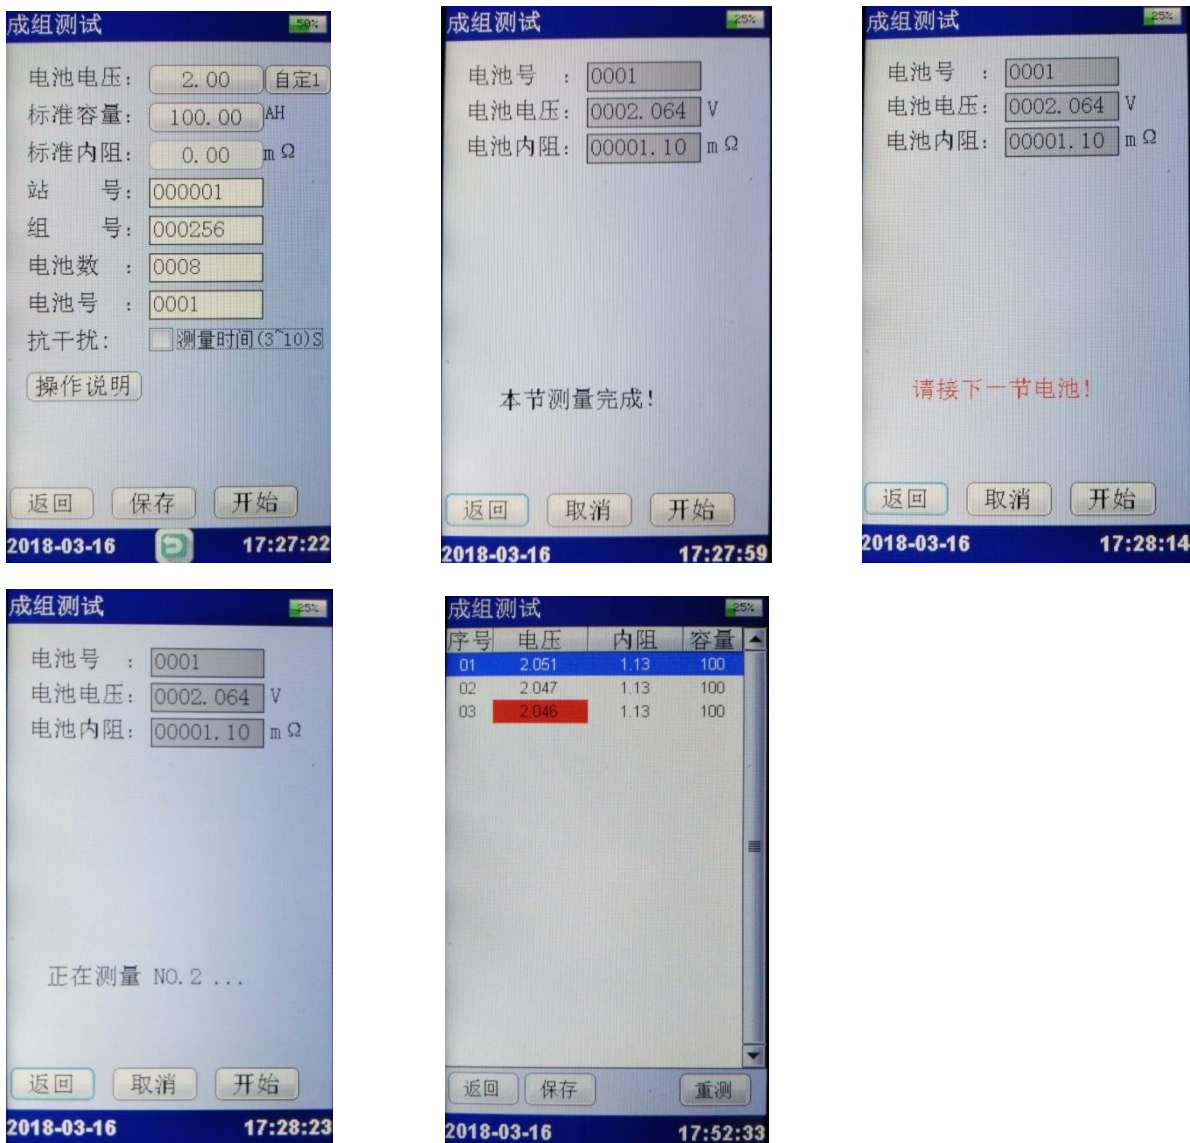 成组测试 50%
电池电压: 2.00 自定1
标准容量: 100.00 AH
标准内阻: 0.00 mΩ
站 号: 000001
组 号: 000256
电池数 : 0008
电池号 : 0001
抗干扰: 测量时间(3~10)S
操作说明
返回 保存 开始
2018-03-16 17:27:22
成组测试 25%
电池号 : 0001
电池电压: 0002.064 V
电池内阻: 00001.10 mΩ
本节测量完成!
返回 取消 开始
2018-03-16 17:27:59
成组测试 25%
电池号 : 0001
电池电压: 0002.064 V
电池内阻: 00001.10 mΩ
请接下一节电池!
返回 取消 开始
2018-03-16 17:28:14
成组测试 25%
电池号 : 0001
电池电压: 0002.064 V
电池内阻: 00001.10 mΩ
正在测量 NO.2 ...
返回 取消 开始
2018-03-16 17:28:23
成组测试 25%
序号 电压 内阻 容量
01 2.051 1.13 100
02 2.047 1.13 100
03 2.046 1.13 100
返回 保存 重测
2018-03-16 17:52:33